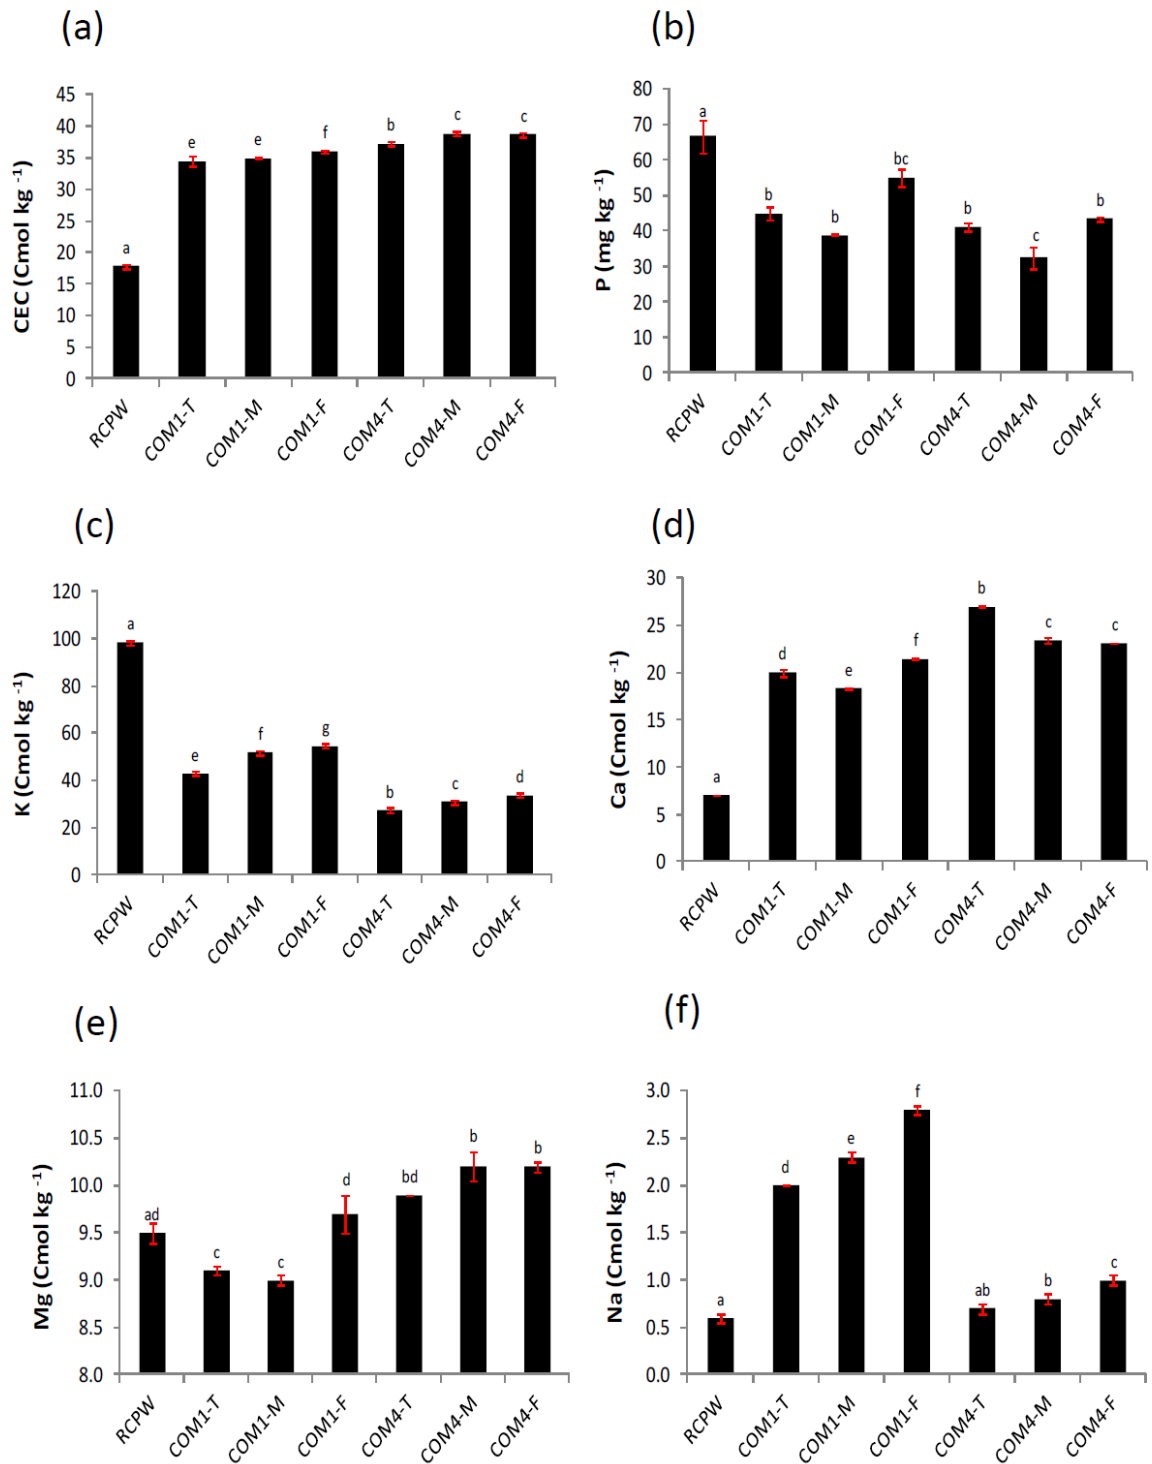 (a)
CEC (Cmol kg -1)
45
40
35
30
25
20
15
10
5
0
a
e
e
f
b
c
c
RCPW
COM1-T
COM1-M
COM1-F
COM4-T
COM4-M
COM4-F
(b)
P (mg kg -1)
80
70
60
50
40
30
20
10
0
a
b
b
bc
b
c
b
RCPW
COM1-T
COM1-M
COM1-F
COM4-T
COM4-M
COM4-F
(c)
K (Cmol kg -1)
120
100
80
60
40
20
0
a
e
f
g
b
c
d
RCPW
COM1-T
COM1-M
COM1-F
COM4-T
COM4-M
COM4-F
(d)
Ca (Cmol kg -1)
30
25
20
15
10
5
0
a
d
e
f
b
c
c
RCPW
COM1-T
COM1-M
COM1-F
COM4-T
COM4-M
COM4-F
(e)
Mg (Cmol kg -1)
11.0
10.5
10.0
9.5
9.0
8.5
8.0
ad
c
c
d
bd
b
b
RCPW
COM1-T
COM1-M
COM1-F
COM4-T
COM4-M
COM4-F
(f)
Na (Cmol kg -1)
3.0
2.5
2.0
1.5
1.0
0.5
0.0
a
d
e
f
ab
b
c
RCPW
COM1-T
COM1-M
COM1-F
COM4-T
COM4-M
COM4-F